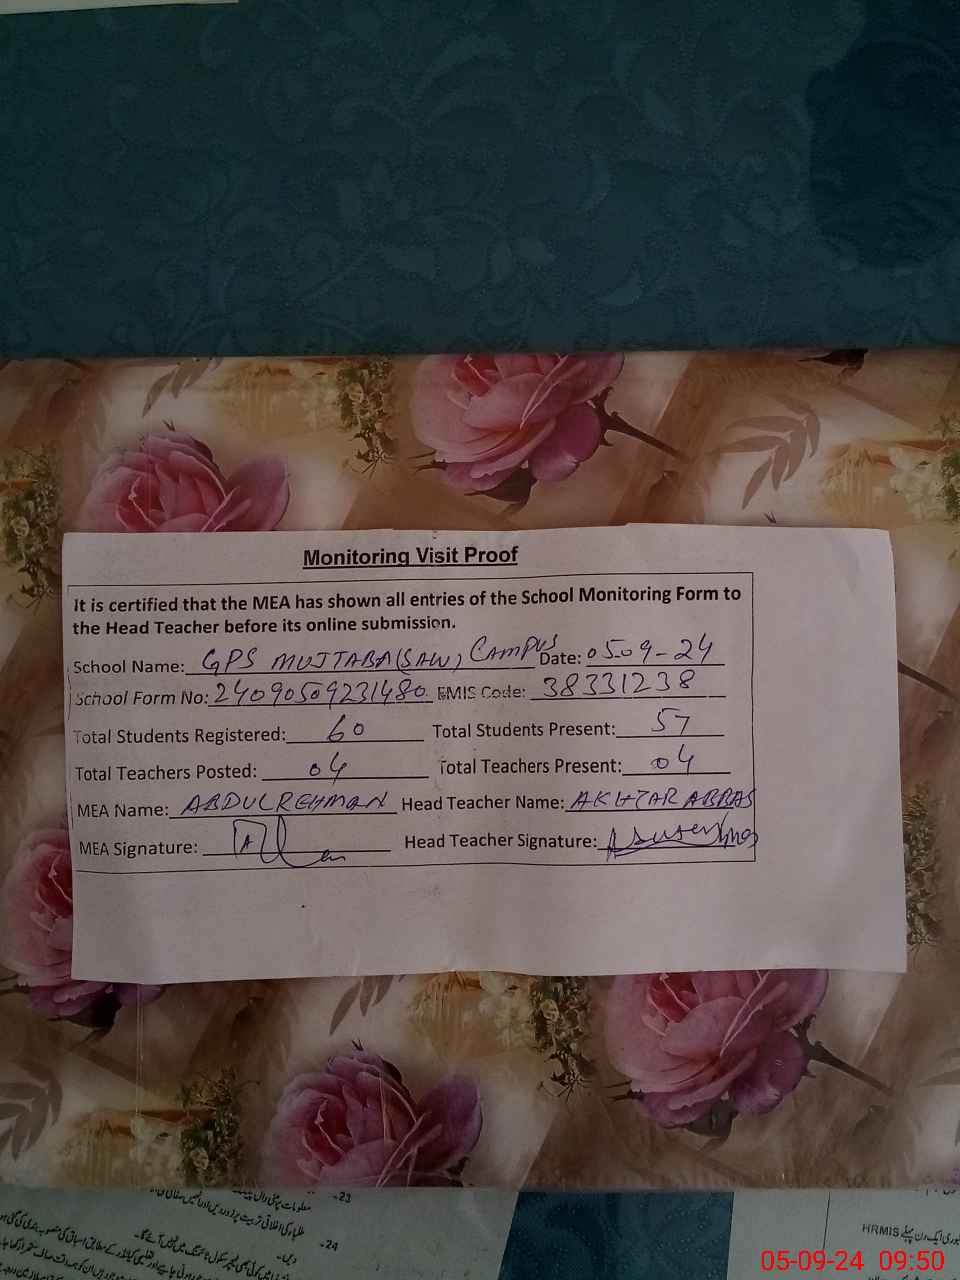 Monitoring Visit Proof
It is certified that the MEA has shown all entries of the School Monitoring Form to
the Head Teacher before its online submission.
School Name: GPS MUJTABA (SAW) CAMPUS Date: 05-09-24
School Form No: 24090509231480 EMIS Code: 38331238
Total Students Registered: 60 Total Students Present: 57
Total Teachers Posted: 04 Total Teachers Present: 04
MEA Name: ABDULREHMAN Head Teacher Name: AKHTAR ABBAS
MEA Signature: Head Teacher Signature:
23-
24-
HRMIS
05-09-24 09:50